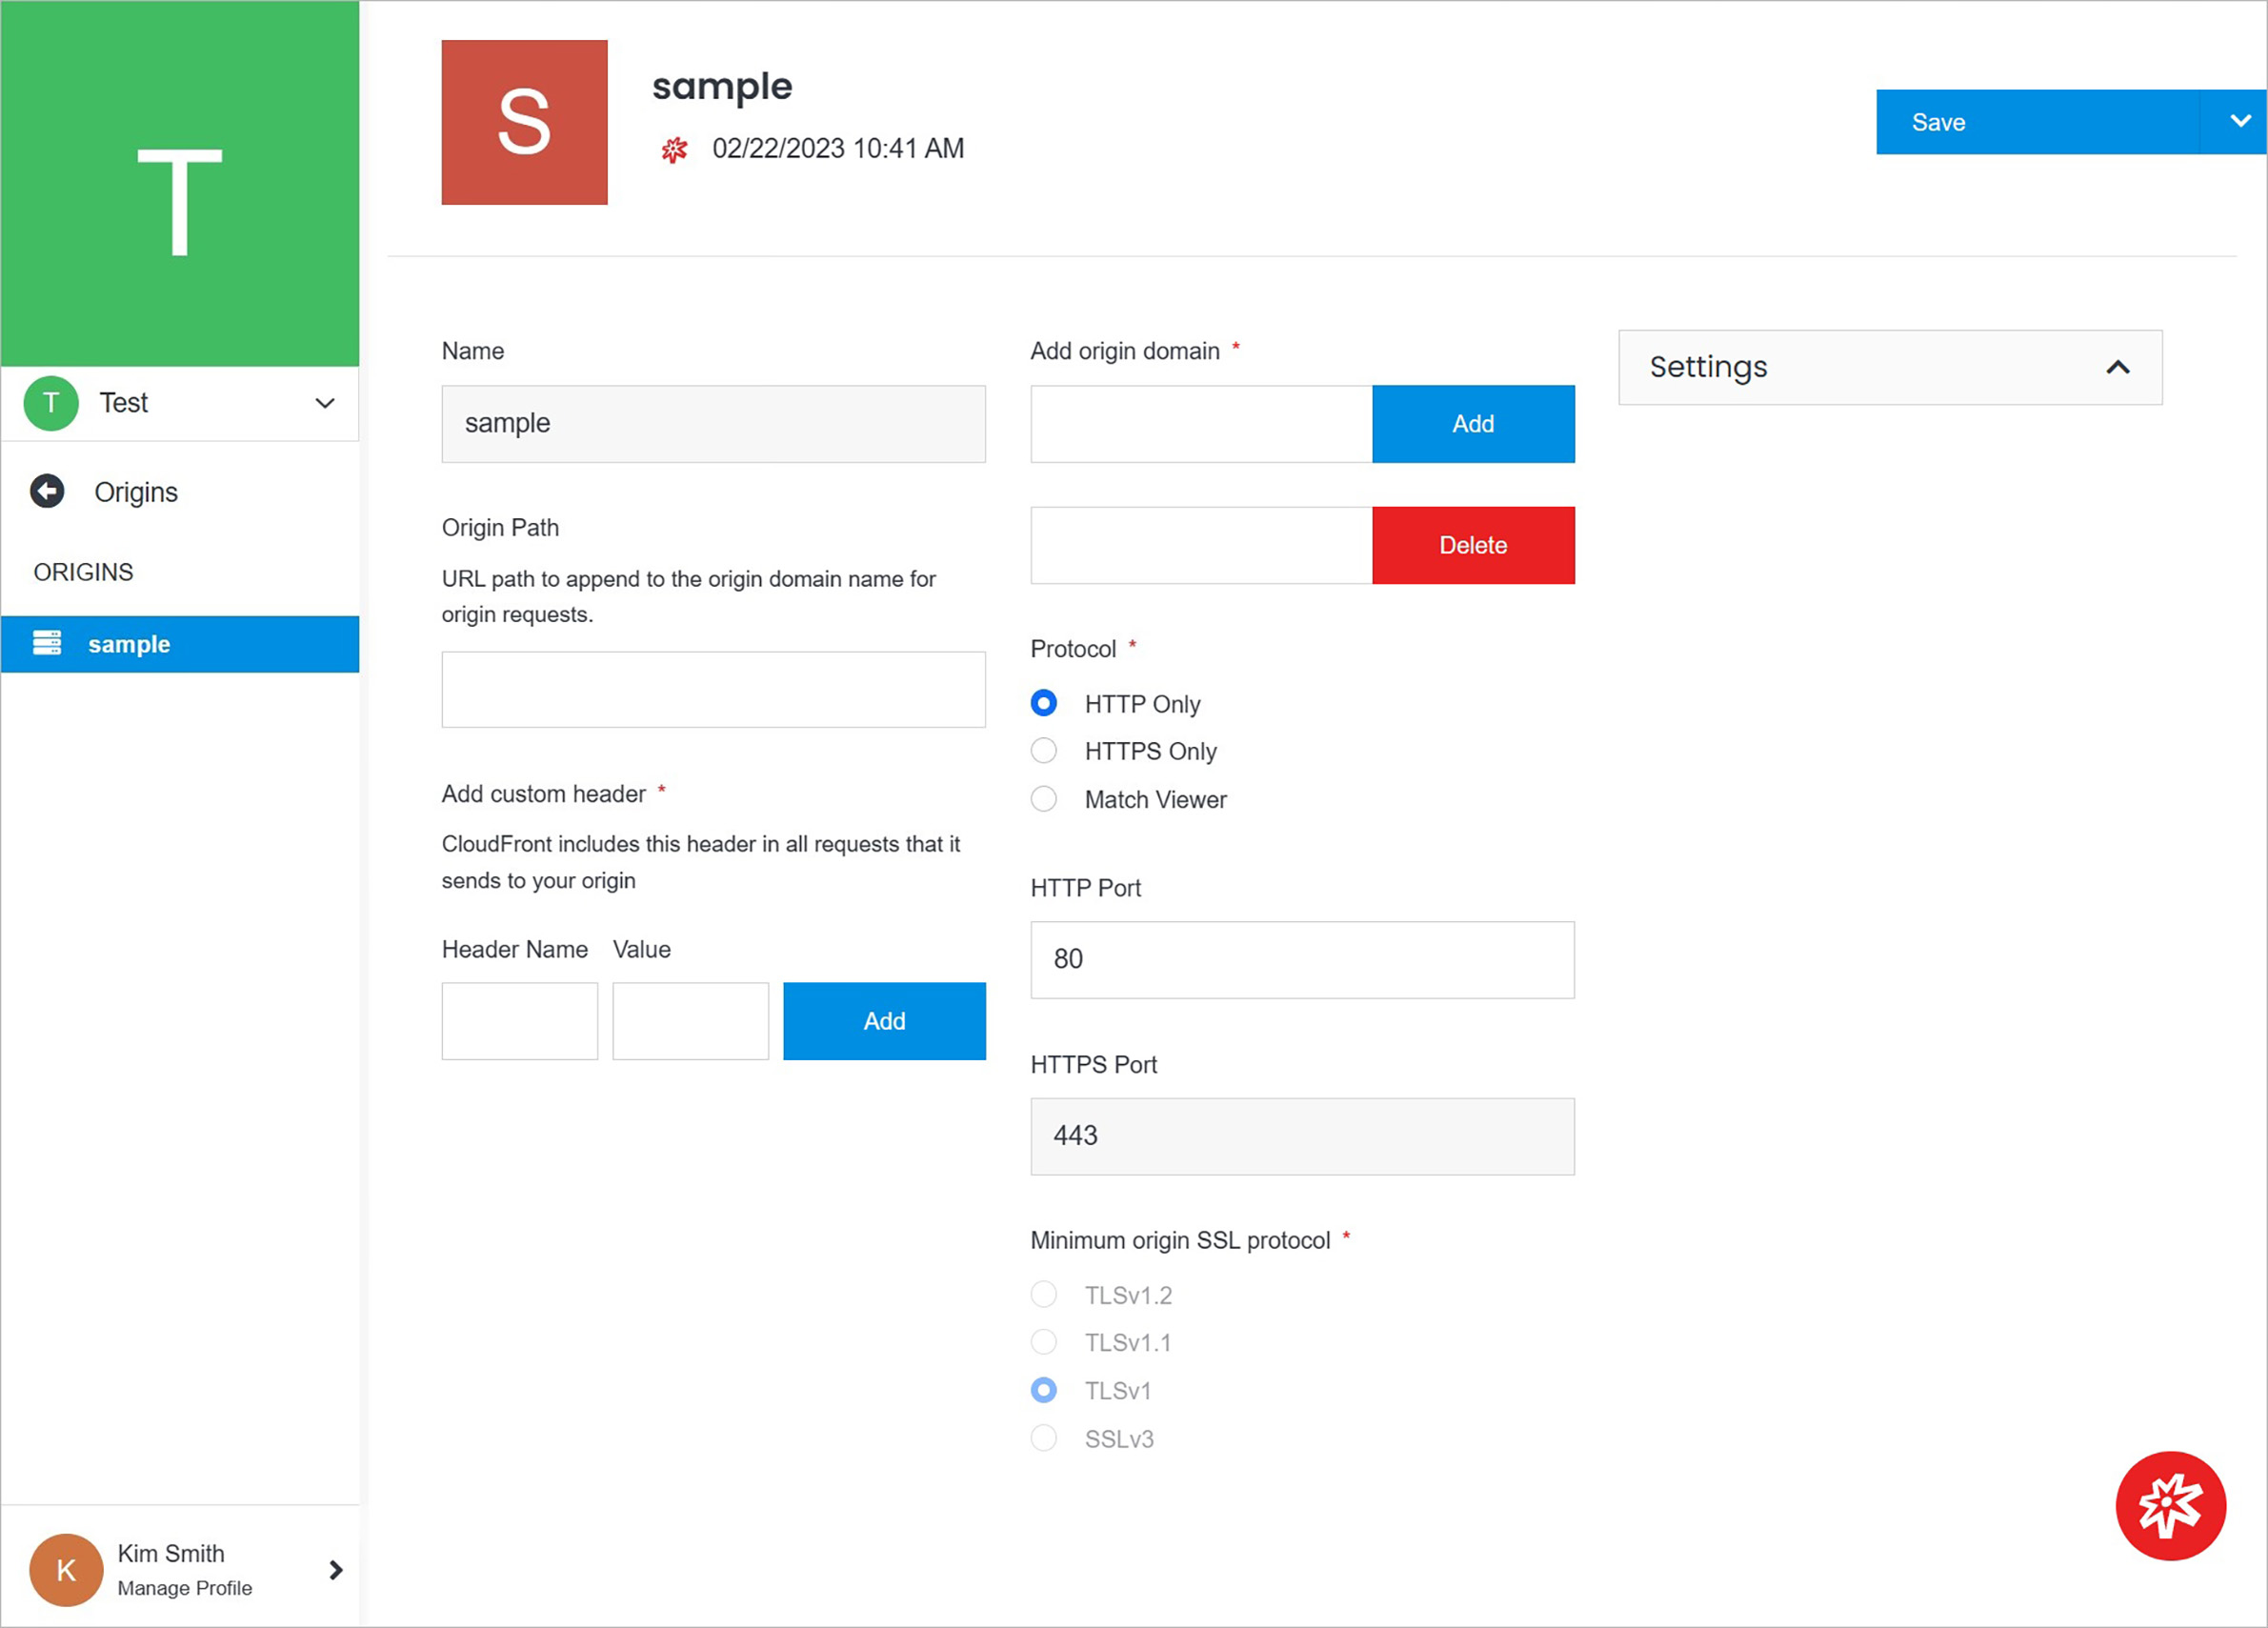 T
T
Test
Origins
ORIGINS
sample
K
Kim Smith
Manage Profile
S
sample
02/22/2023 10:41 AM
Save
Name
sample
Origin Path
URL path to append to the origin domain name for
origin requests.
Add custom header *
CloudFront includes this header in all requests that it
sends to your origin
Header Name Value
Add
Add origin domain *
Add
Delete
Protocol *
HTTP Only
HTTPS Only
Match Viewer
HTTP Port
80
HTTPS Port
443
Minimum origin SSL protocol *
TLSv1.2
TLSv1.1
TLSv1
SSLv3
Settings